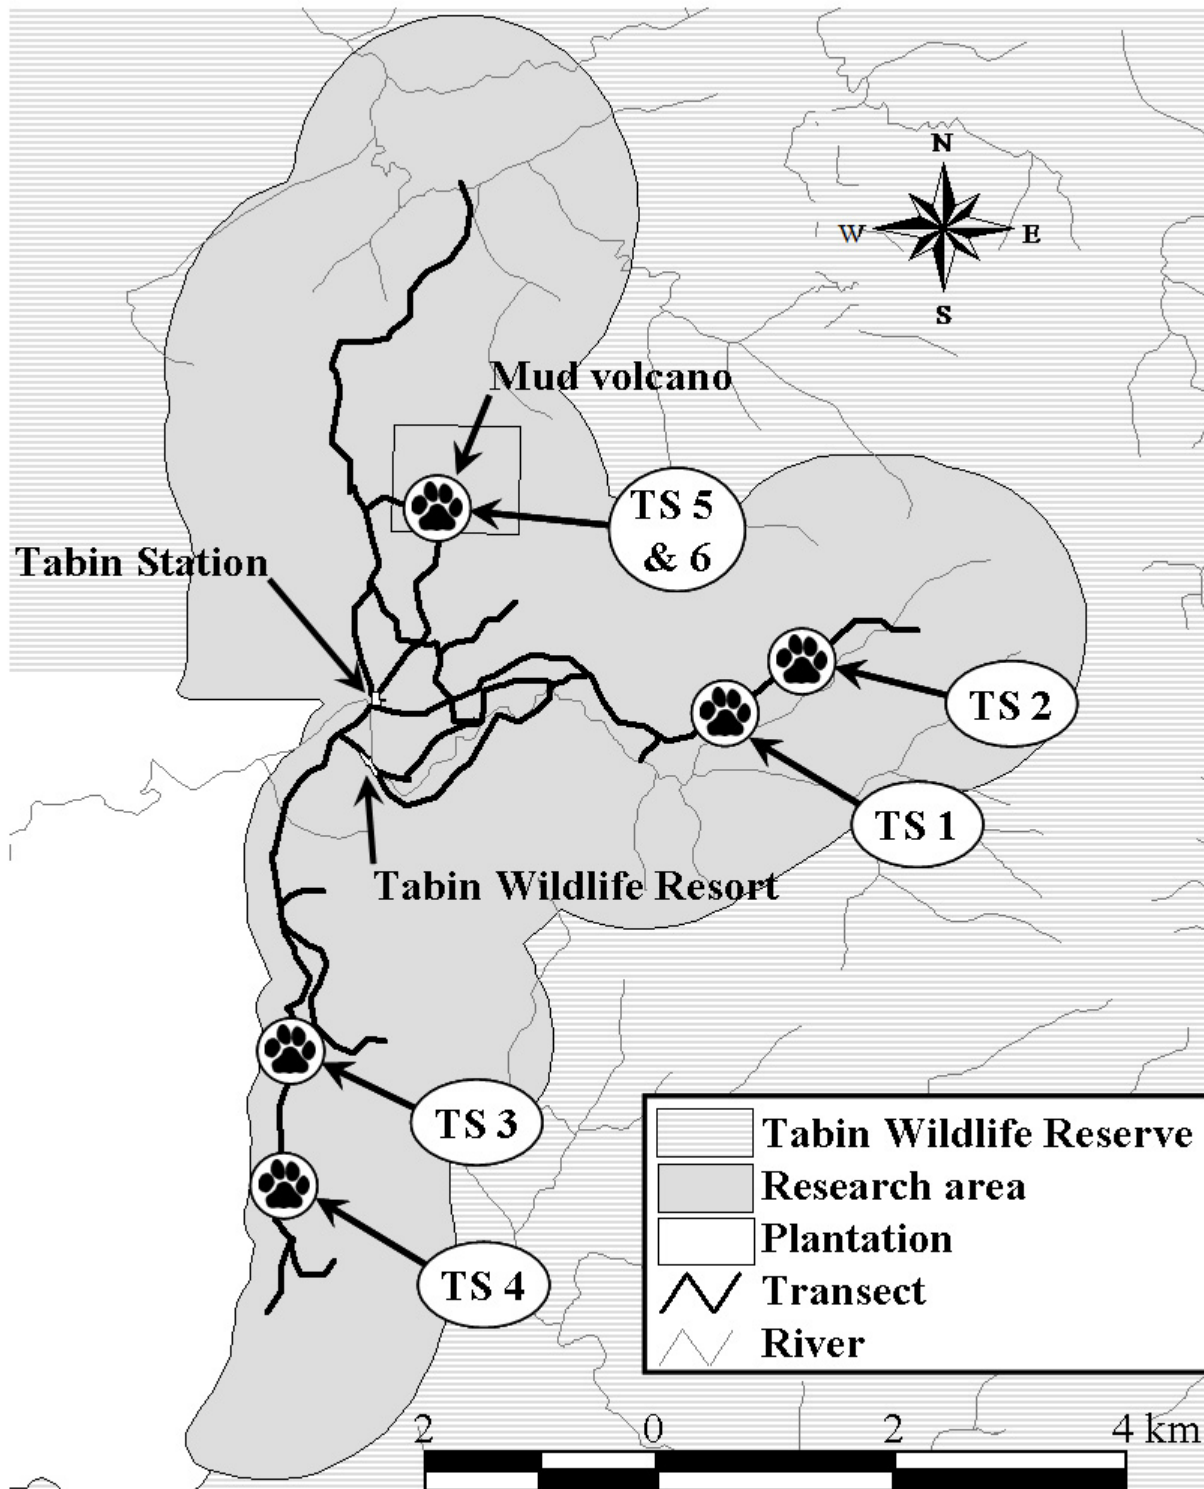 N
W
E
S
Mud volcano
TS 5
& 6
Tabin Station
TS 2
TS 1
Tabin Wildlife Resort
TS 3
TS 4
Tabin Wildlife Reserve
Research area
Plantation
Transect
River
2 0 2 4 km